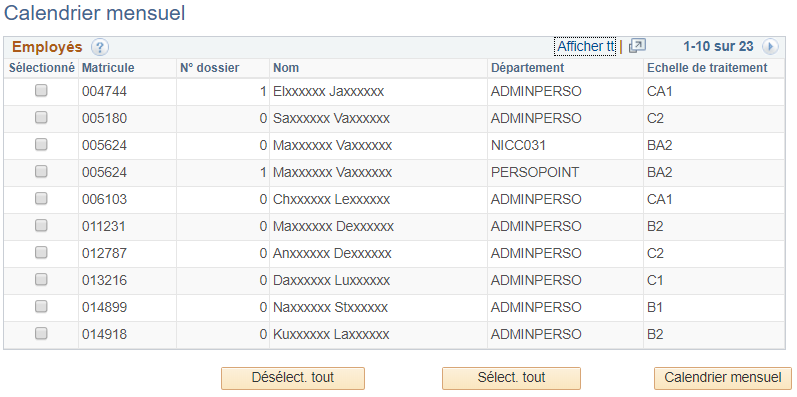 Calendrier mensuel
Employés ? Afficher tt | 1-10 sur 23
Sélectionné Matricule N° dossier Nom Département Echelle de traitement
004744 1 Elxxxxxx Jaxxxxxx ADMINPERSO CA1
005180 0 Saxxxxxx Vaxxxxxx ADMINPERSO C2
005624 0 Maxxxxxx Vaxxxxxx NICC031 BA2
005624 1 Maxxxxxx Vaxxxxxx PERSOPOINT BA2
006103 0 Chxxxxxx Lexxxxxx ADMINPERSO CA1
011231 0 Maxxxxxx Dexxxxxx ADMINPERSO B2
012787 0 Anxxxxxx Dexxxxxx ADMINPERSO C2
013216 0 Daxxxxxx Luxxxxxx ADMINPERSO C1
014899 0 Naxxxxxx Stxxxxxx ADMINPERSO B1
014918 0 Kuxxxxxx Laxxxxxx ADMINPERSO B2
Désélect. tout Sélect. tout Calendrier mensuel